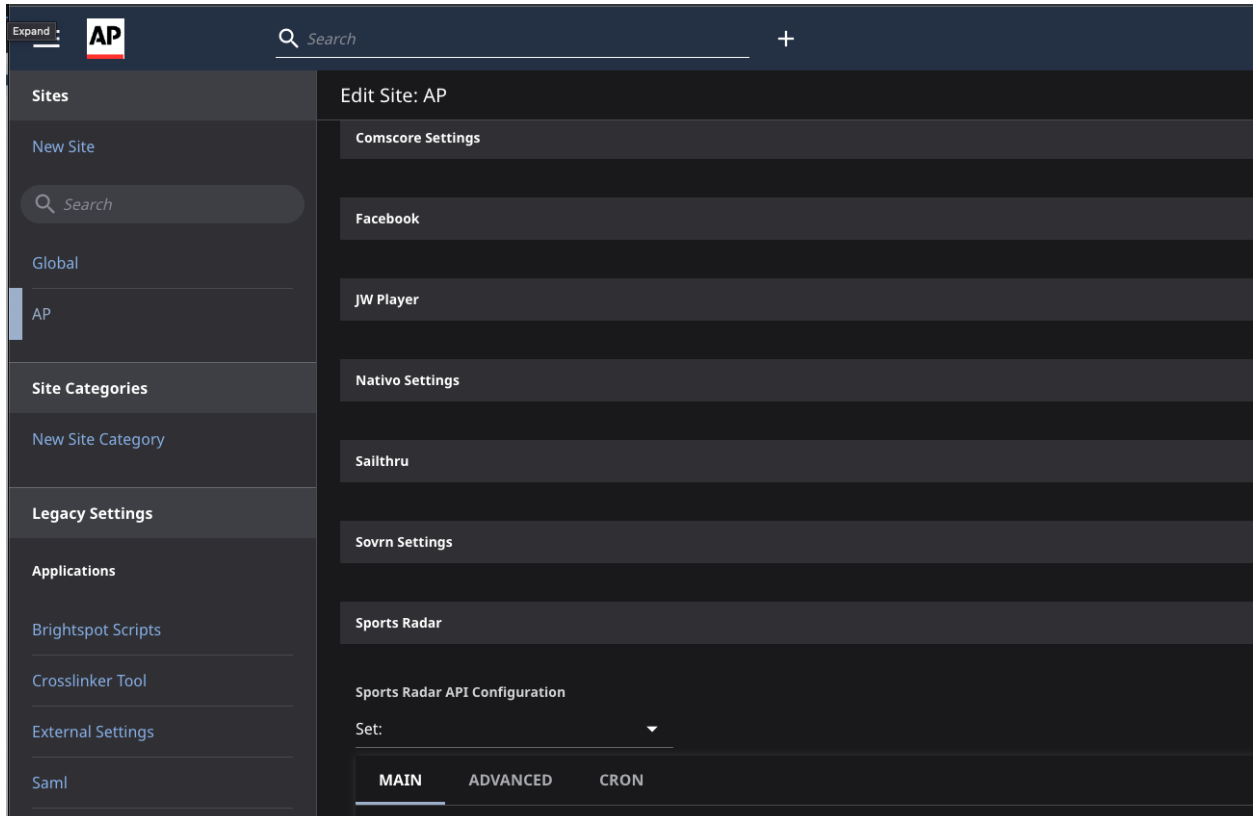 Expand
AP
Search
+
Sites
New Site
Search
Global
AP
Site Categories
New Site Category
Legacy Settings
Applications
Brightspot Scripts
Crosslinker Tool
External Settings
Saml
Edit Site: AP
Comscore Settings
Facebook
JW Player
Nativo Settings
Sailthru
Sovrn Settings
Sports Radar
Sports Radar API Configuration
Set:
MAIN ADVANCED CRON